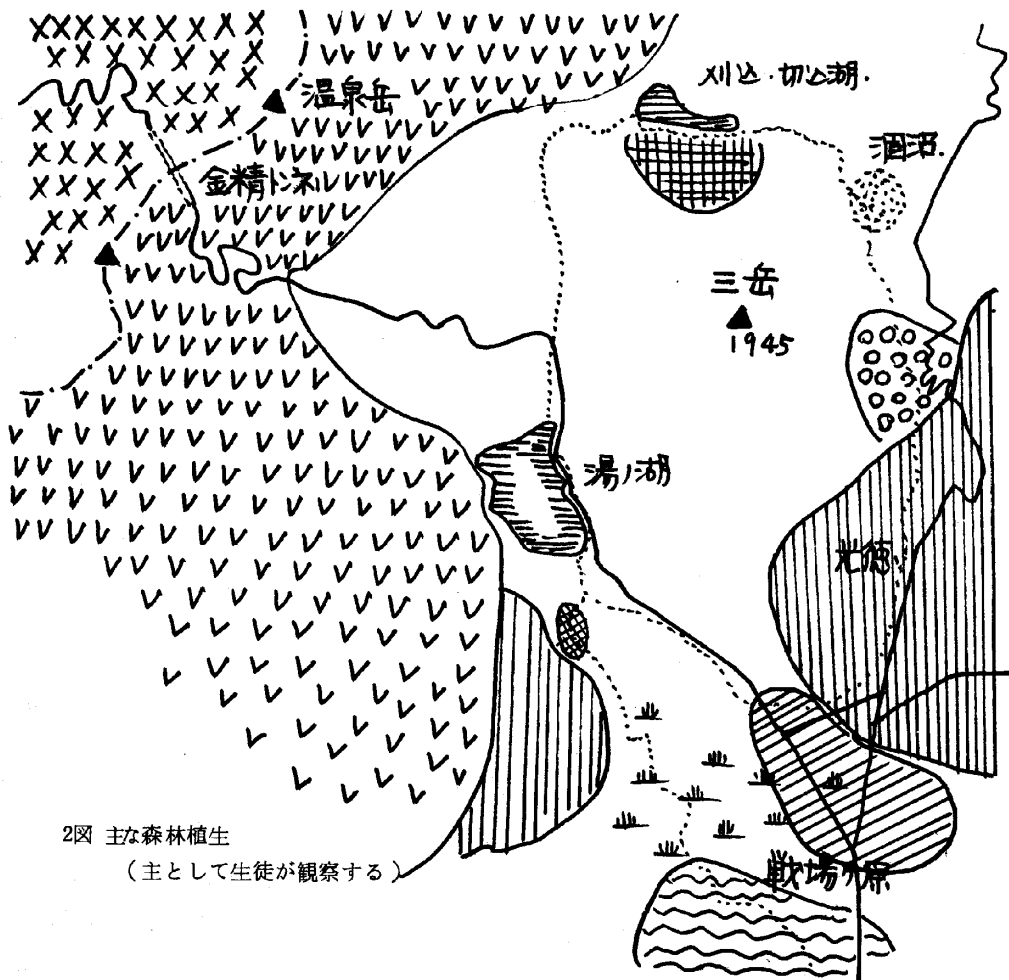 刈込・切込湖.
温泉岳
涸沼.
金精トンネル
三岳
1945
湯ノ湖
光徳
戦場ヶ原
2図 主な森林植生
(主として生徒が観察する)